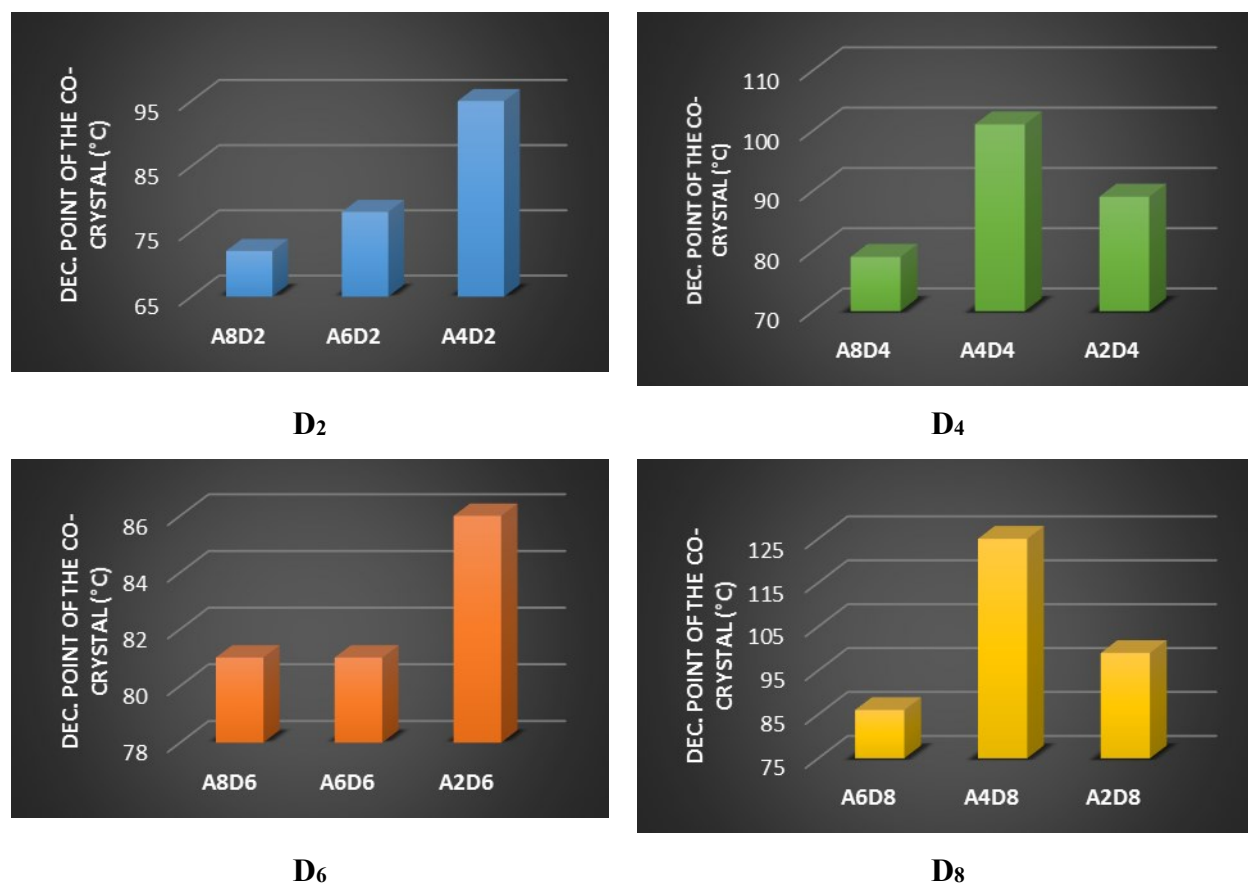 DEC. POINT OF THE CO-
CRYSTAL (°C)
95
85
75
65
A8D2 A6D2 A4D2
D2
DEC. POINT OF THE CO-
CRYSTAL (°C)
110
100
90
80
70
A8D4 A4D4 A2D4
D4
DEC. POINT OF THE CO-
CRYSTAL (°C)
86
84
82
80
78
A8D6 A6D6 A2D6
D6
DEC. POINT OF THE CO-
CRYSTAL (°C)
125
115
105
95
85
75
A6D8 A4D8 A2D8
D8